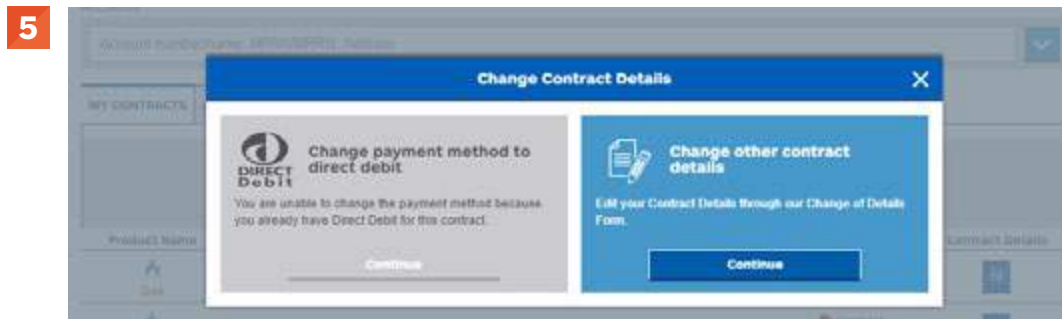 5
Change Contract Details
MY CONTRACTS
DIRECT
Debit
Change payment method to
direct debit
You are unable to change the payment method because
you already have Direct Debit for this contract.
Continue
Change other contract
details
Edit your Contract Details through our Change of Details
Form.
Continue
Product Name
Contract Details
Gas